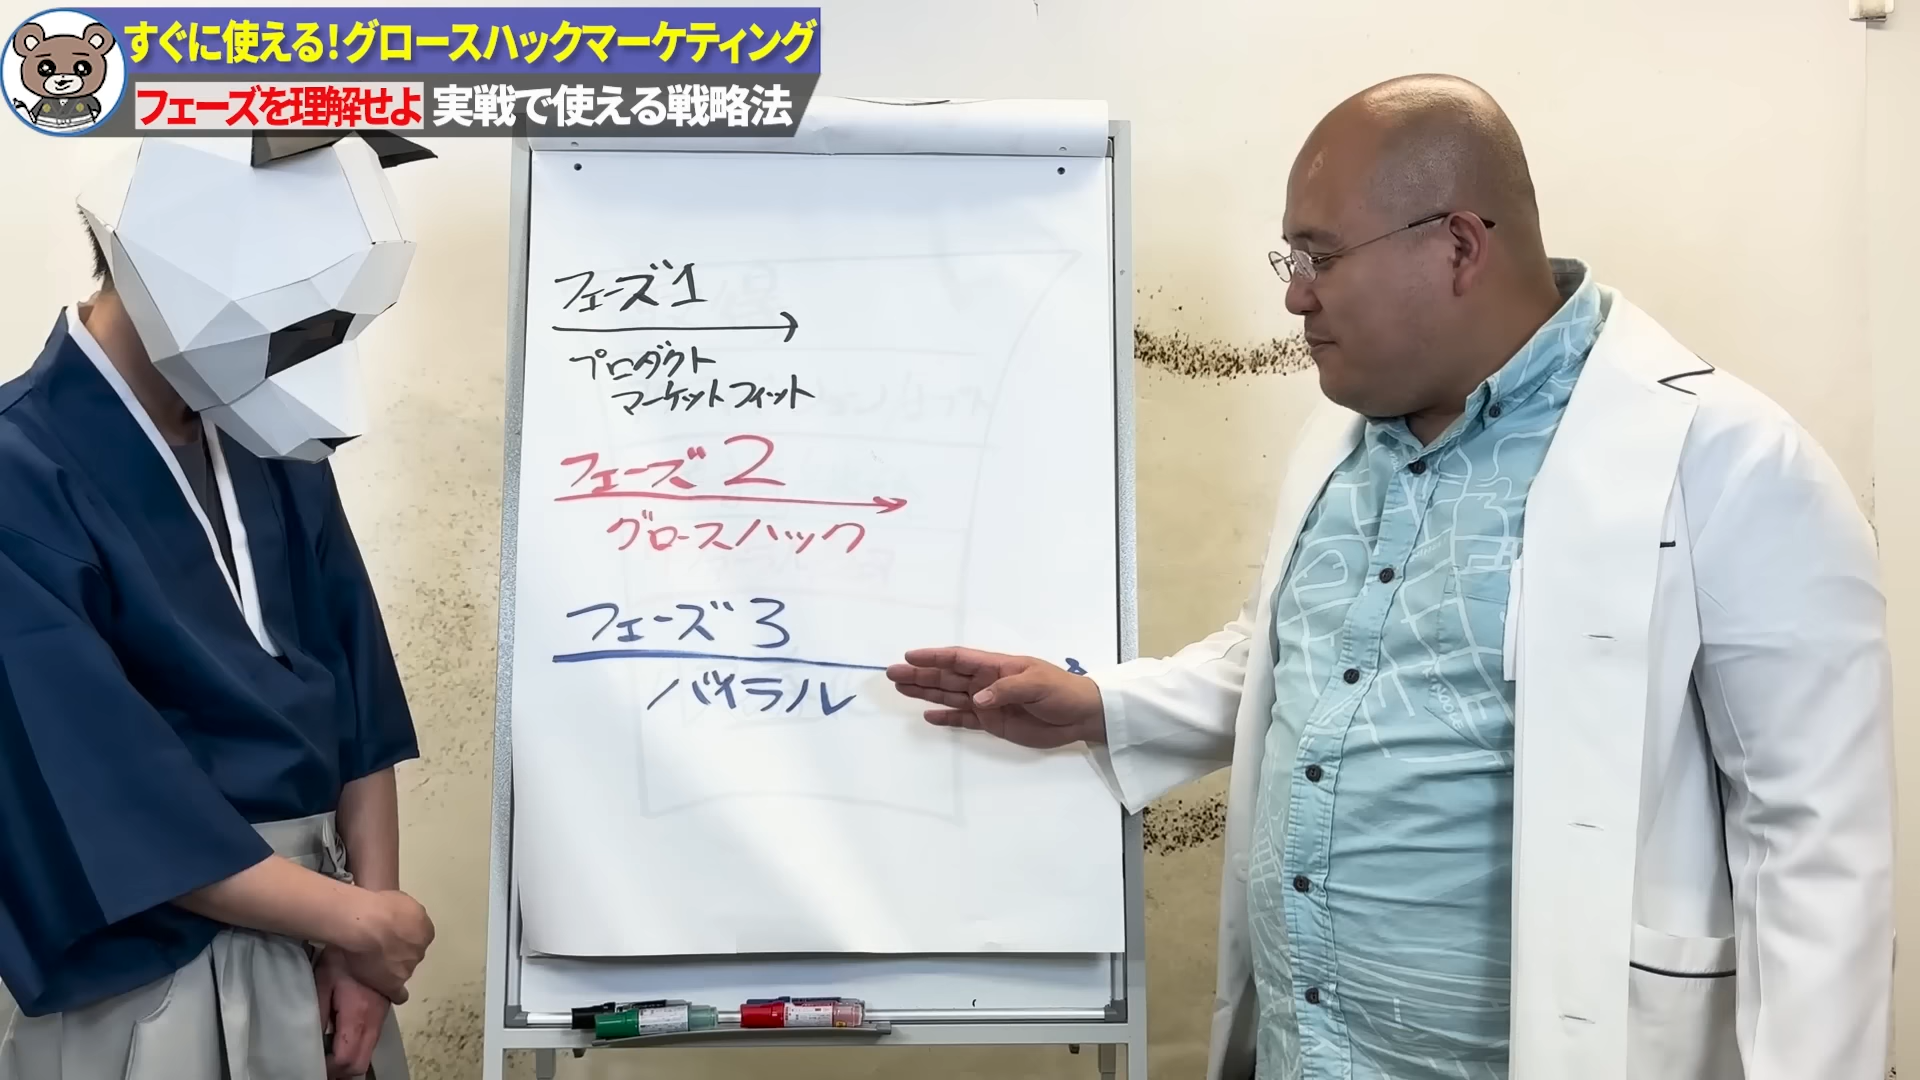 すぐに使える！グロースハックマーケティング
フェーズを理解せよ 実戦で使える戦略法
フェーズ1
プロダクト
マーケットフィット
フェーズ2
グロースハック
フェーズ3
バイラル